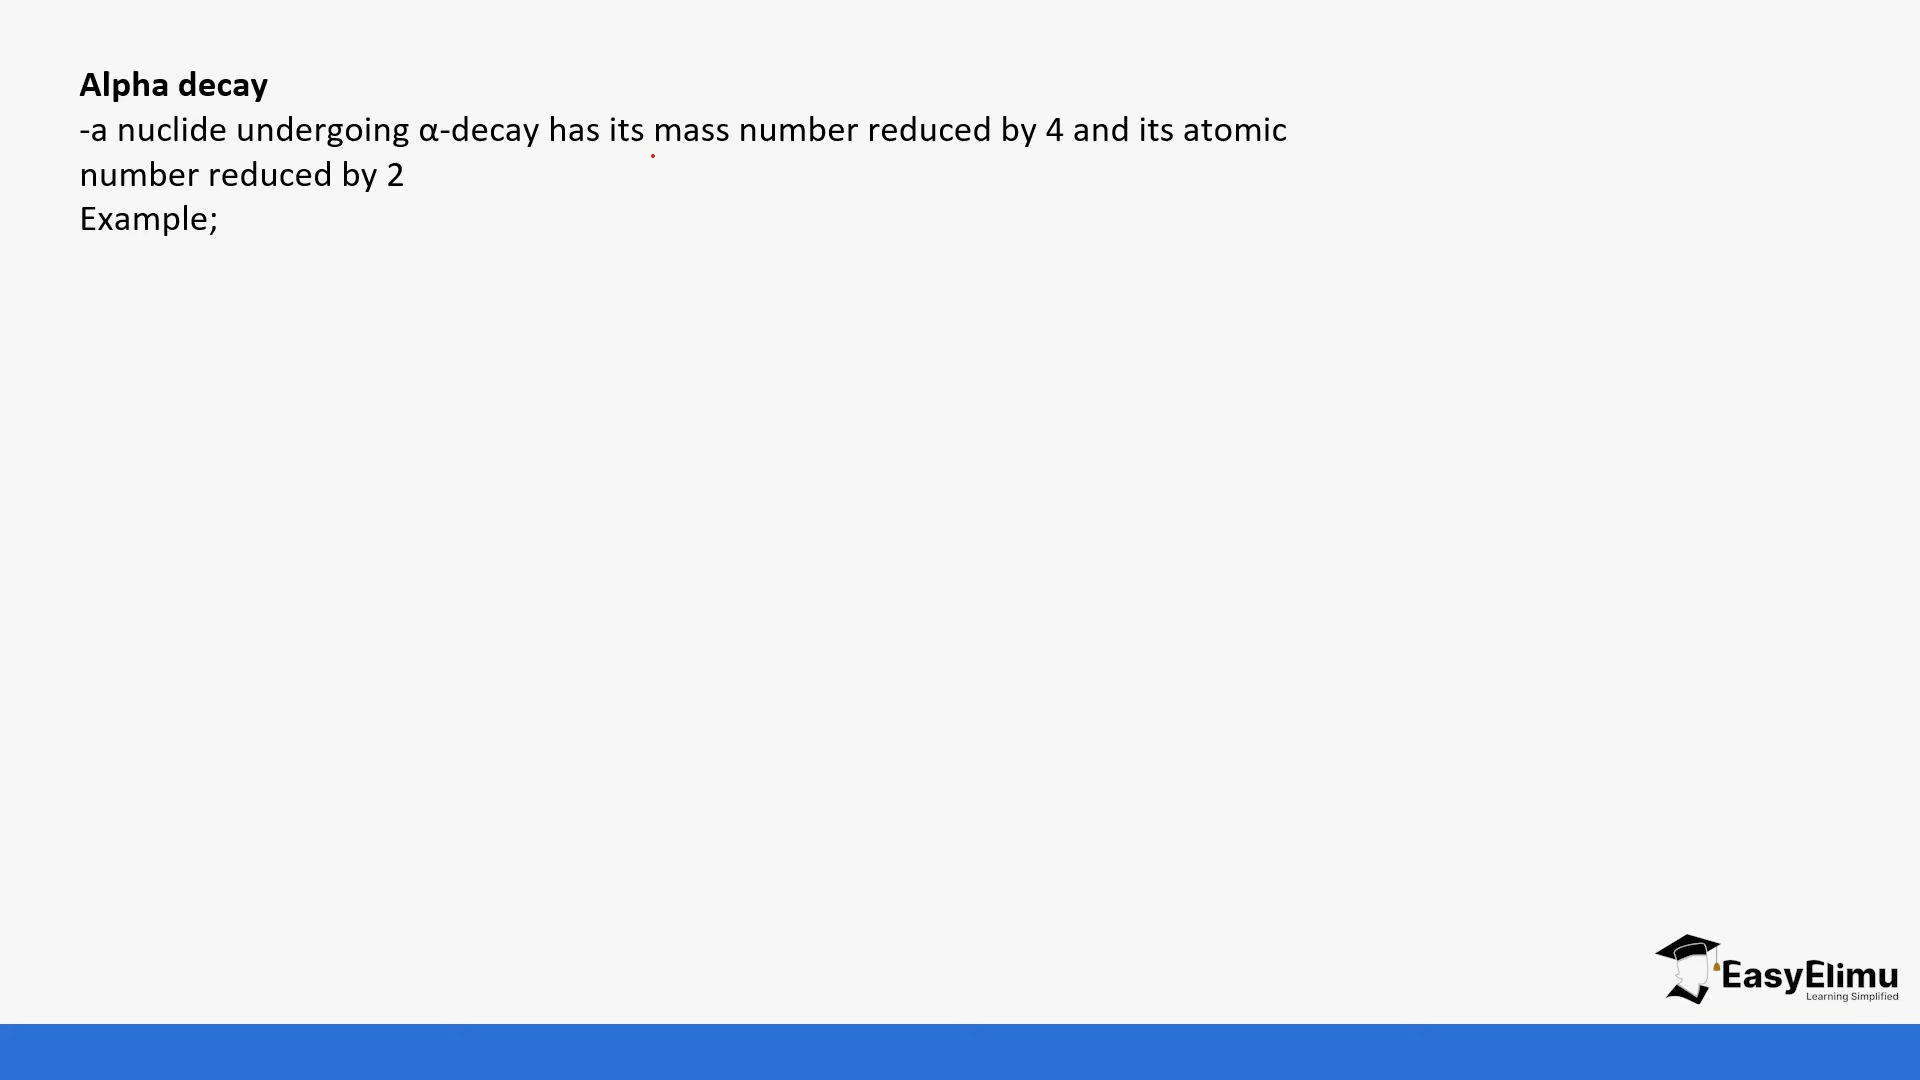 Alpha decay
-a nuclide undergoing α-decay has its mass number reduced by 4 and its atomic
number reduced by 2
Example;
EasyElimu
Learning Simplified